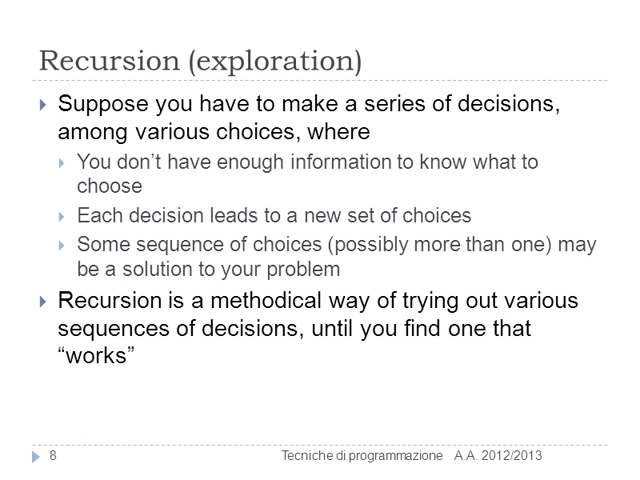 Recursion (exploration)
Suppose you have to make a series of decisions,
among various choices, where
You don’t have enough information to know what to
choose
Each decision leads to a new set of choices
Some sequence of choices (possibly more than one) may
be a solution to your problem
Recursion is a methodical way of trying out various
sequences of decisions, until you find one that
“works”
8 Tecniche di programmazione A.A. 2012/2013